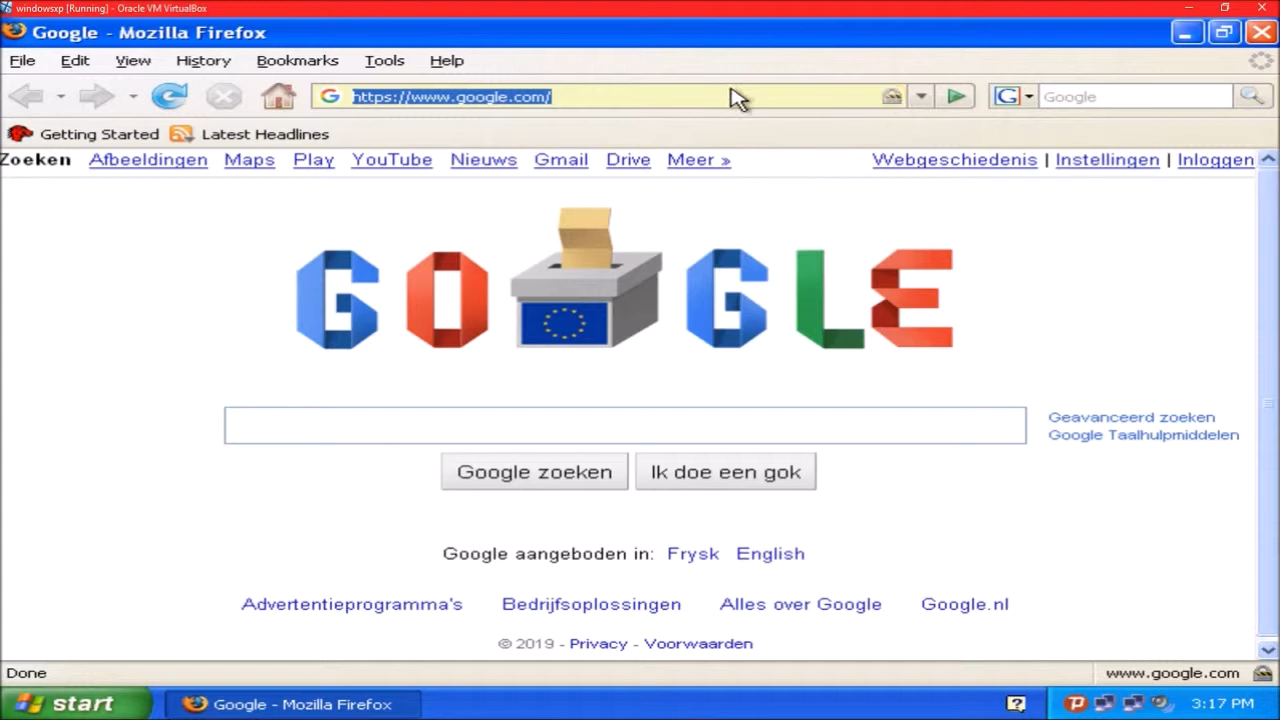 windowsxp [Running] - Oracle VM VirtualBox
Google - Mozilla Firefox
File Edit View History Bookmarks Tools Help
https://www.google.com/ Google
Getting Started Latest Headlines
Zoeken Afbeeldingen Maps Play YouTube Nieuws Gmail Drive Meer » Webgeschiedenis | Instellingen | Inloggen
GOOGLE
Geavanceerd zoeken
Google Taalhulpmiddelen
Google zoeken Ik doe een gok
Google aangeboden in: Frysk English
Advertentieprogramma's Bedrijfsoplossingen Alles over Google Google.nl
© 2019 - Privacy - Voorwaarden
Done www.google.com
start Google - Mozilla Firefox 3:17 PM